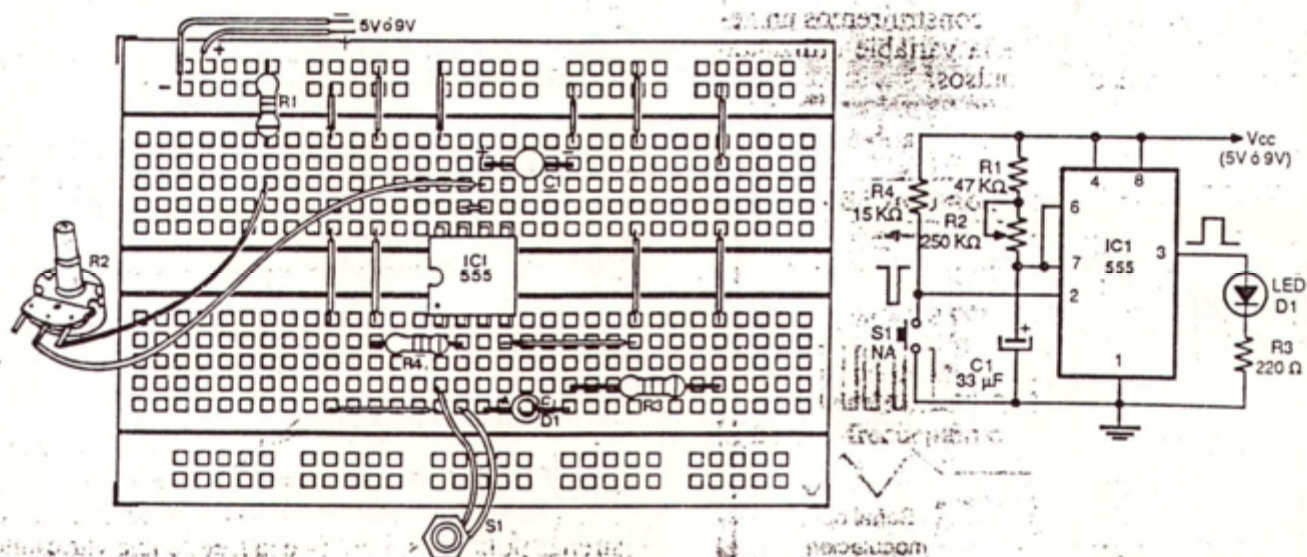 5V ó 9V
+
−
−
R1
+
−
C1
R2
IC1
555
R4
R3
A
C
D1
S1
Vcc
(5V ó 9V)
R4
15 KΩ
R1
47 KΩ
R2
250 KΩ
4
8
6
7
2
3
1
IC1
555
LED
D1
R3
220 Ω
S1
NA
+
C1
33 µF